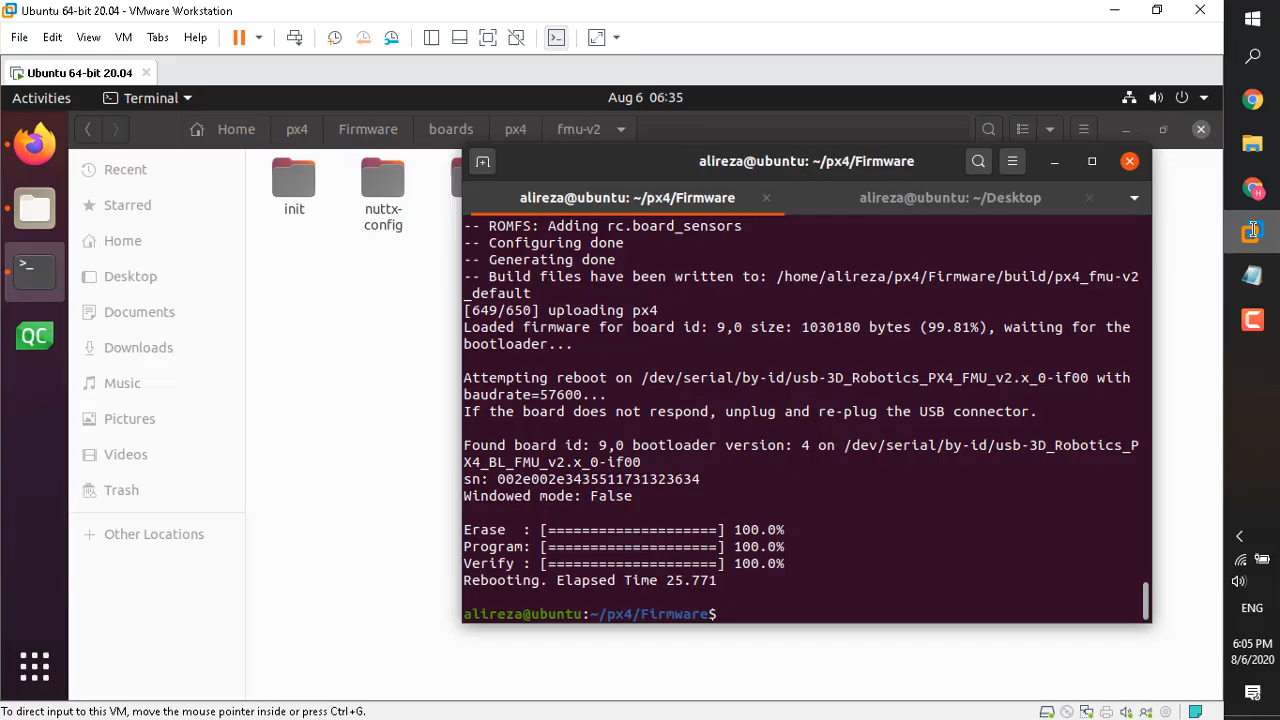 Ubuntu 64-bit 20.04 - VMware Workstation
File Edit View VM Tabs Help
Ubuntu 64-bit 20.04
Activities Terminal Aug 6 06:35
Home px4 Firmware boards px4 fmu-v2
Recent
Starred
Home
Desktop
Documents
Downloads
Music
Pictures
Videos
Trash
Other Locations
init
nuttx-
config
alireza@ubuntu: ~/px4/Firmware
alireza@ubuntu: ~/px4/Firmware alireza@ubuntu: ~/Desktop
-- ROMFS: Adding rc.board_sensors
-- Configuring done
-- Generating done
-- Build files have been written to: /home/alireza/px4/Firmware/build/px4_fmu-v2
_default
[649/650] uploading px4
Loaded firmware for board id: 9,0 size: 1030180 bytes (99.81%), waiting for the
bootloader...
Attempting reboot on /dev/serial/by-id/usb-3D_Robotics_PX4_FMU_v2.x_0-if00 with
baudrate=57600...
If the board does not respond, unplug and re-plug the USB connector.
Found board id: 9,0 bootloader version: 4 on /dev/serial/by-id/usb-3D_Robotics_P
X4_BL_FMU_v2.x_0-if00
sn: 002e002e3435511731323634
Windowed mode: False
Erase  : [====================] 100.0%
Program: [====================] 100.0%
Verify : [====================] 100.0%
Rebooting. Elapsed Time 25.771
alireza@ubuntu:~/px4/Firmware$
QC
ENG
6:05 PM
8/6/2020
To direct input to this VM, move the mouse pointer inside or press Ctrl+G.